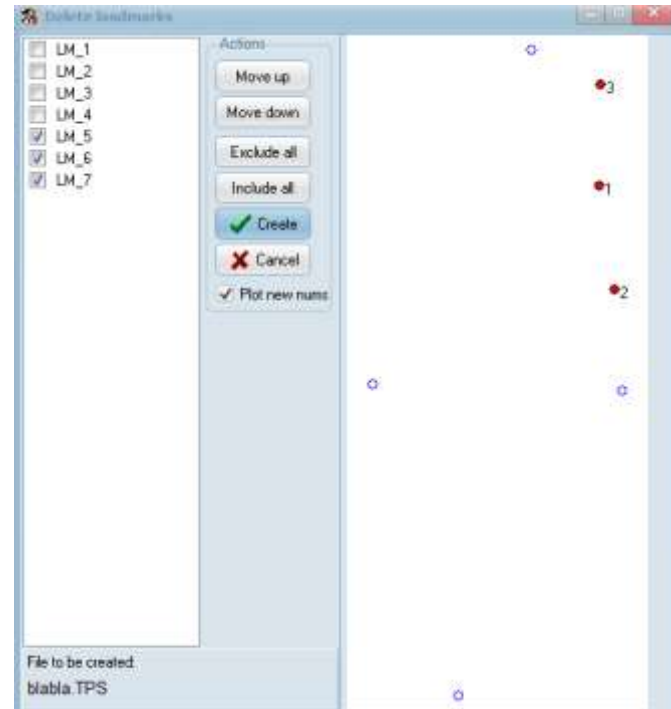 Delete landmarks
LM_1
LM_2
LM_3
LM_4
LM_5
LM_6
LM_7
Actions
Move up
Move down
Exclude all
Include all
Create
Cancel
Plot new nums
3
1
2
File to be created:
blabla.TPS